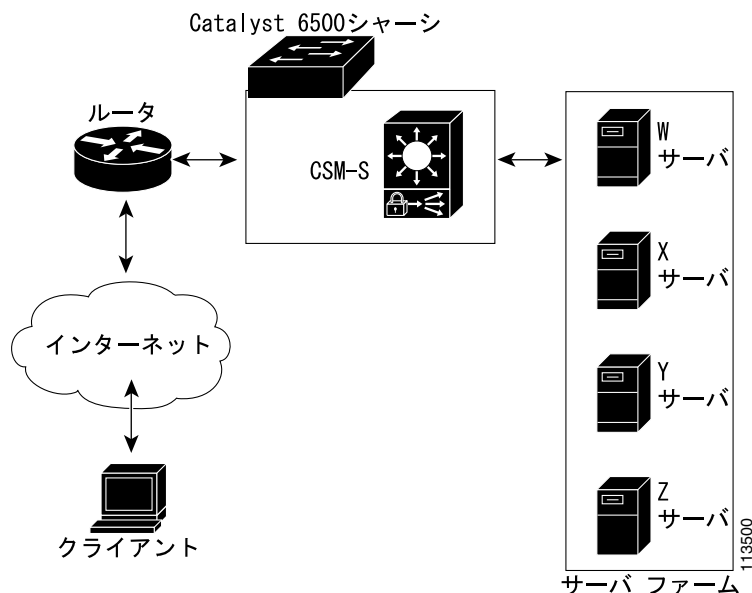 Catalyst 6500シャーシ
ルータ
CSM-S
W
サーバ
X
サーバ
インターネット
Y
サーバ
Z
サーバ
クライアント
サーバ ファーム
113500